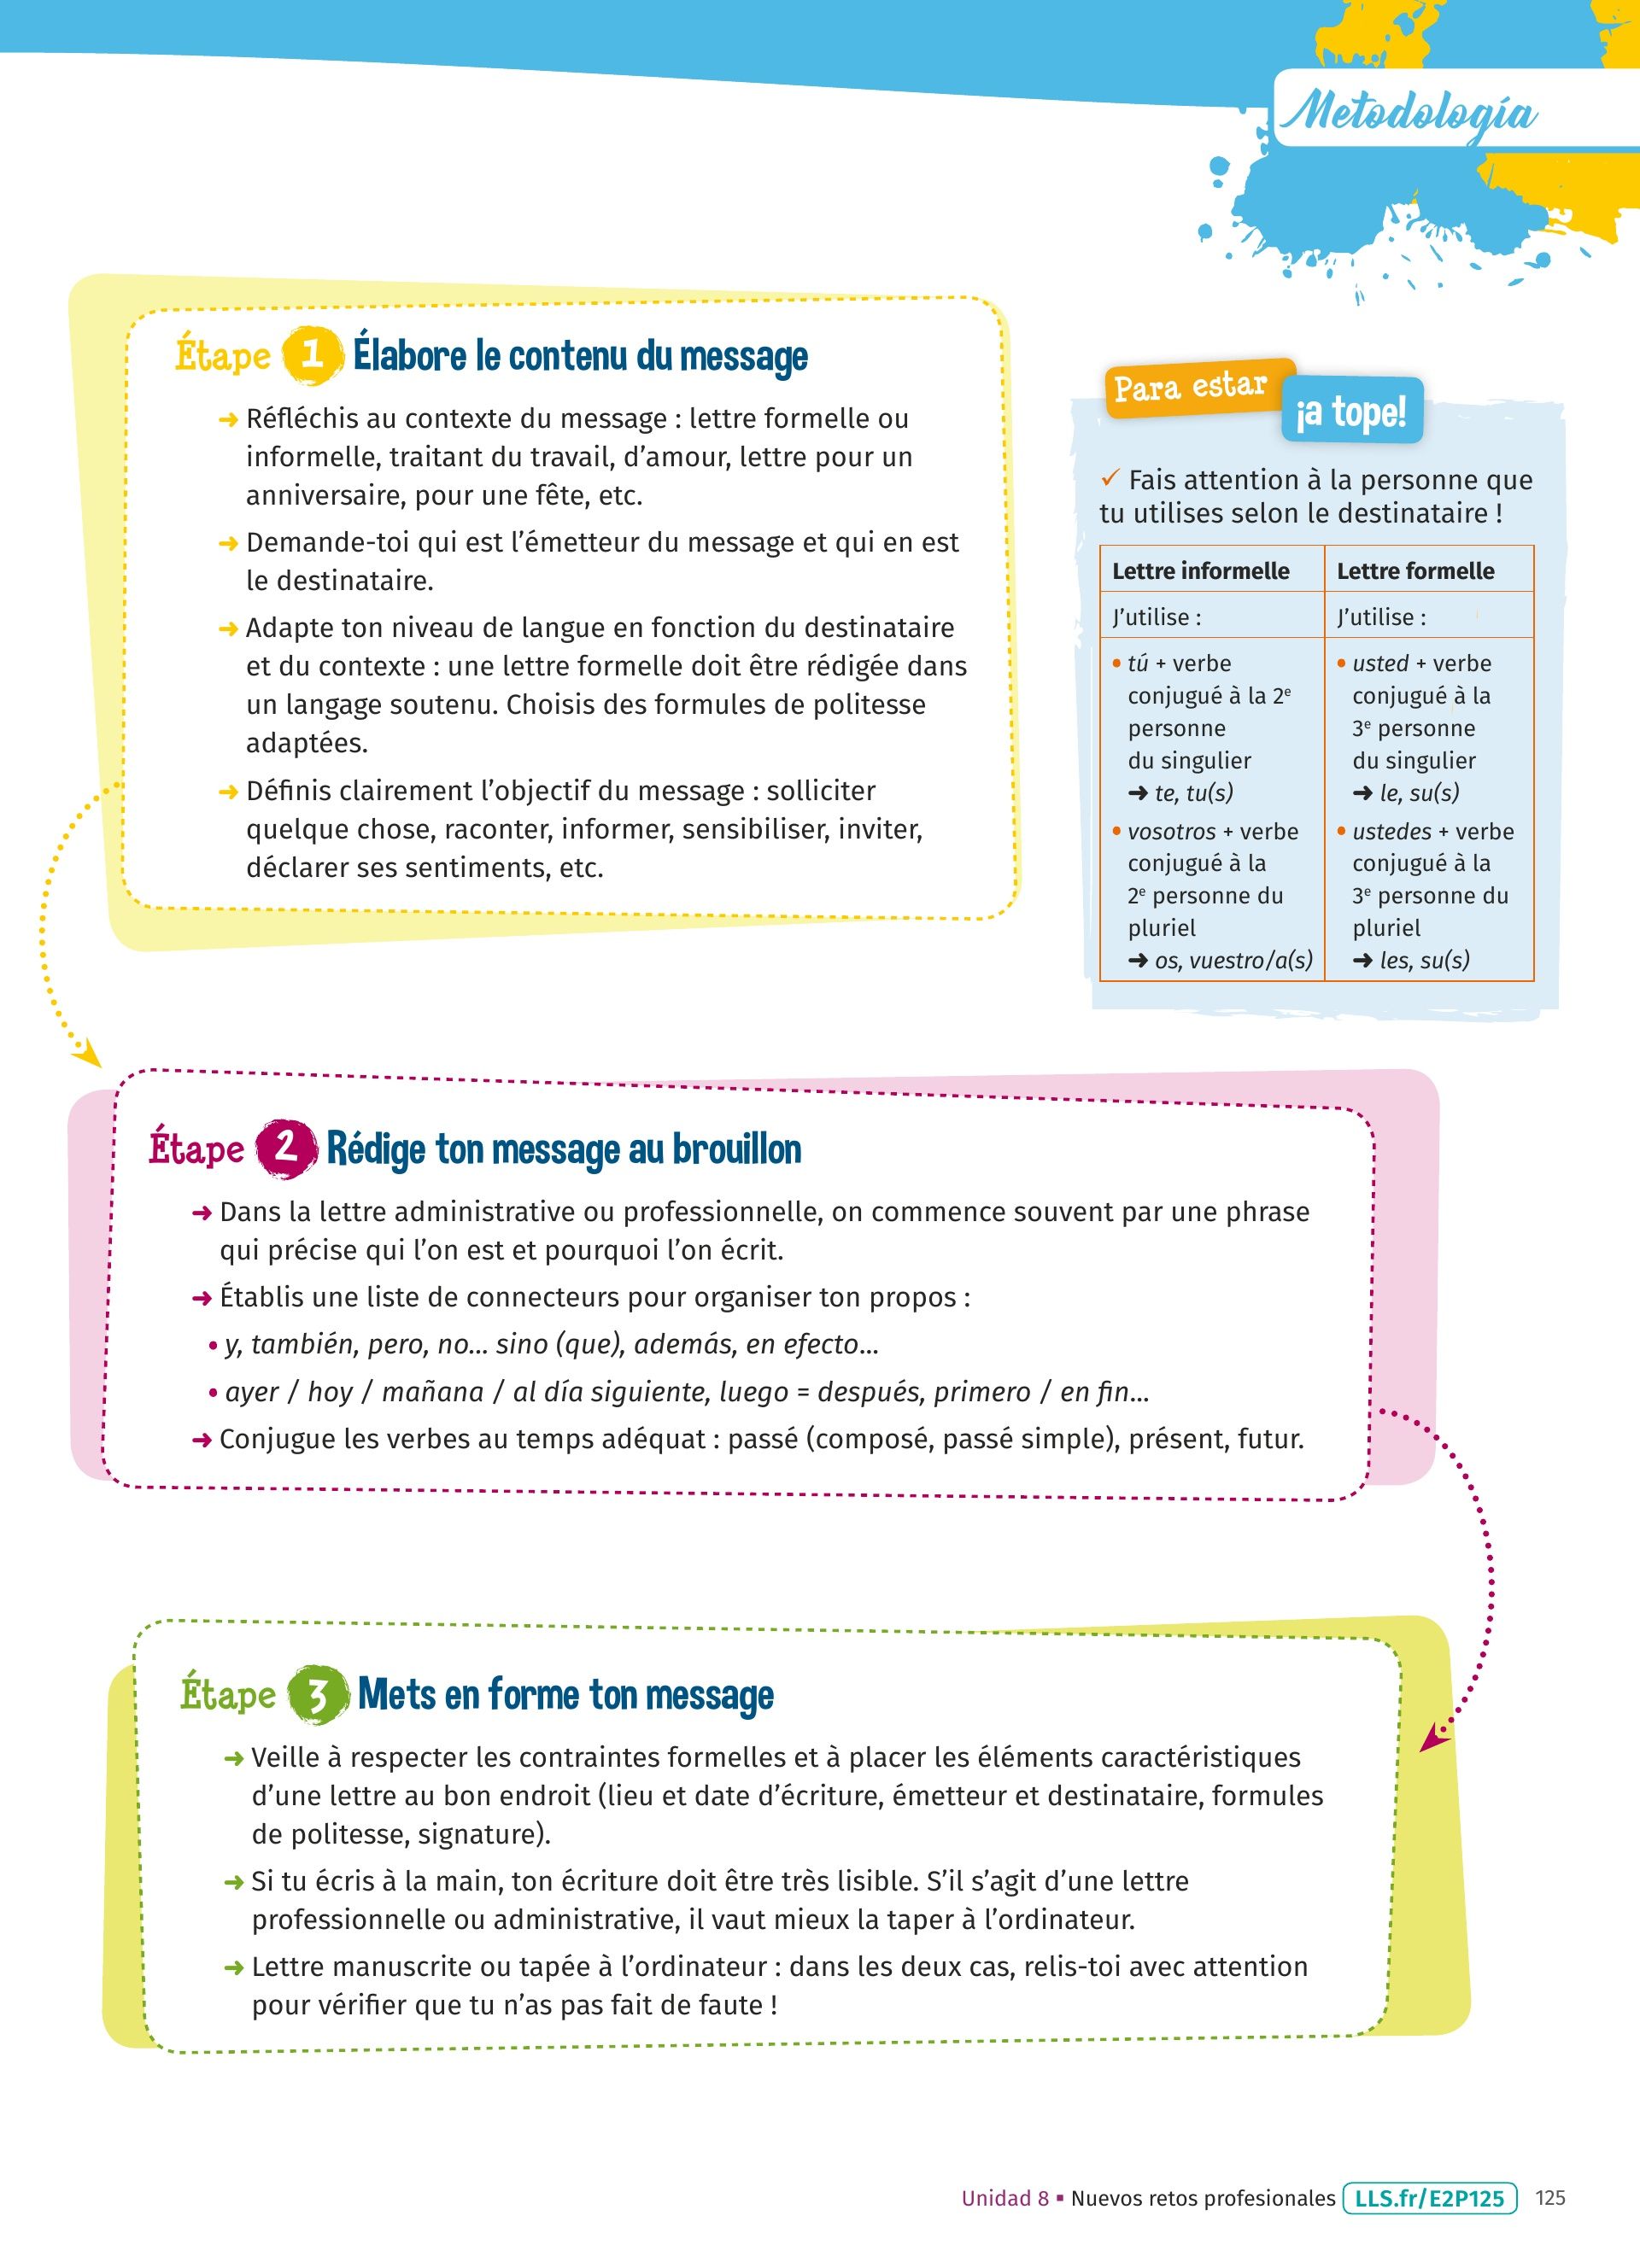 Metodología
Étape 1 Élabore le contenu du message
➜ Réfléchis au contexte du message : lettre formelle ou
informelle, traitant du travail, d’amour, lettre pour un
anniversaire, pour une fête, etc.
➜ Demande-toi qui est l’émetteur du message et qui en est
le destinataire.
➜ Adapte ton niveau de langue en fonction du destinataire
et du contexte : une lettre formelle doit être rédigée dans
un langage soutenu. Choisis des formules de politesse
adaptées.
➜ Définis clairement l’objectif du message : solliciter
quelque chose, raconter, informer, sensibiliser, inviter,
déclarer ses sentiments, etc.
Para estar
¡a tope!
✓ Fais attention à la personne que
tu utilises selon le destinataire !
Lettre informelle
J’utilise :
• tú + verbe
conjugué à la 2e
personne
du singulier
➜ te, tu(s)
• vosotros + verbe
conjugué à la
2e personne du
pluriel
➜ os, vuestro/a(s)
Lettre formelle
J’utilise :
• usted + verbe
conjugué à la
3e personne
du singulier
➜ le, su(s)
• ustedes + verbe
conjugué à la
3e personne du
pluriel
➜ les, su(s)
Étape 2 Rédige ton message au brouillon
➜ Dans la lettre administrative ou professionnelle, on commence souvent par une phrase
qui précise qui l’on est et pourquoi l’on écrit.
➜ Établis une liste de connecteurs pour organiser ton propos :
• y, también, pero, no... sino (que), además, en efecto...
• ayer / hoy / mañana / al día siguiente, luego = después, primero / en fin...
➜ Conjugue les verbes au temps adéquat : passé (composé, passé simple), présent, futur.
Étape 3 Mets en forme ton message
➜ Veille à respecter les contraintes formelles et à placer les éléments caractéristiques
d’une lettre au bon endroit (lieu et date d’écriture, émetteur et destinataire, formules
de politesse, signature).
➜ Si tu écris à la main, ton écriture doit être très lisible. S’il s’agit d’une lettre
professionnelle ou administrative, il vaut mieux la taper à l’ordinateur.
➜ Lettre manuscrite ou tapée à l’ordinateur : dans les deux cas, relis-toi avec attention
pour vérifier que tu n’as pas fait de faute !
Unidad 8 ▪ Nuevos retos profesionales LLS.fr/E2P125 125